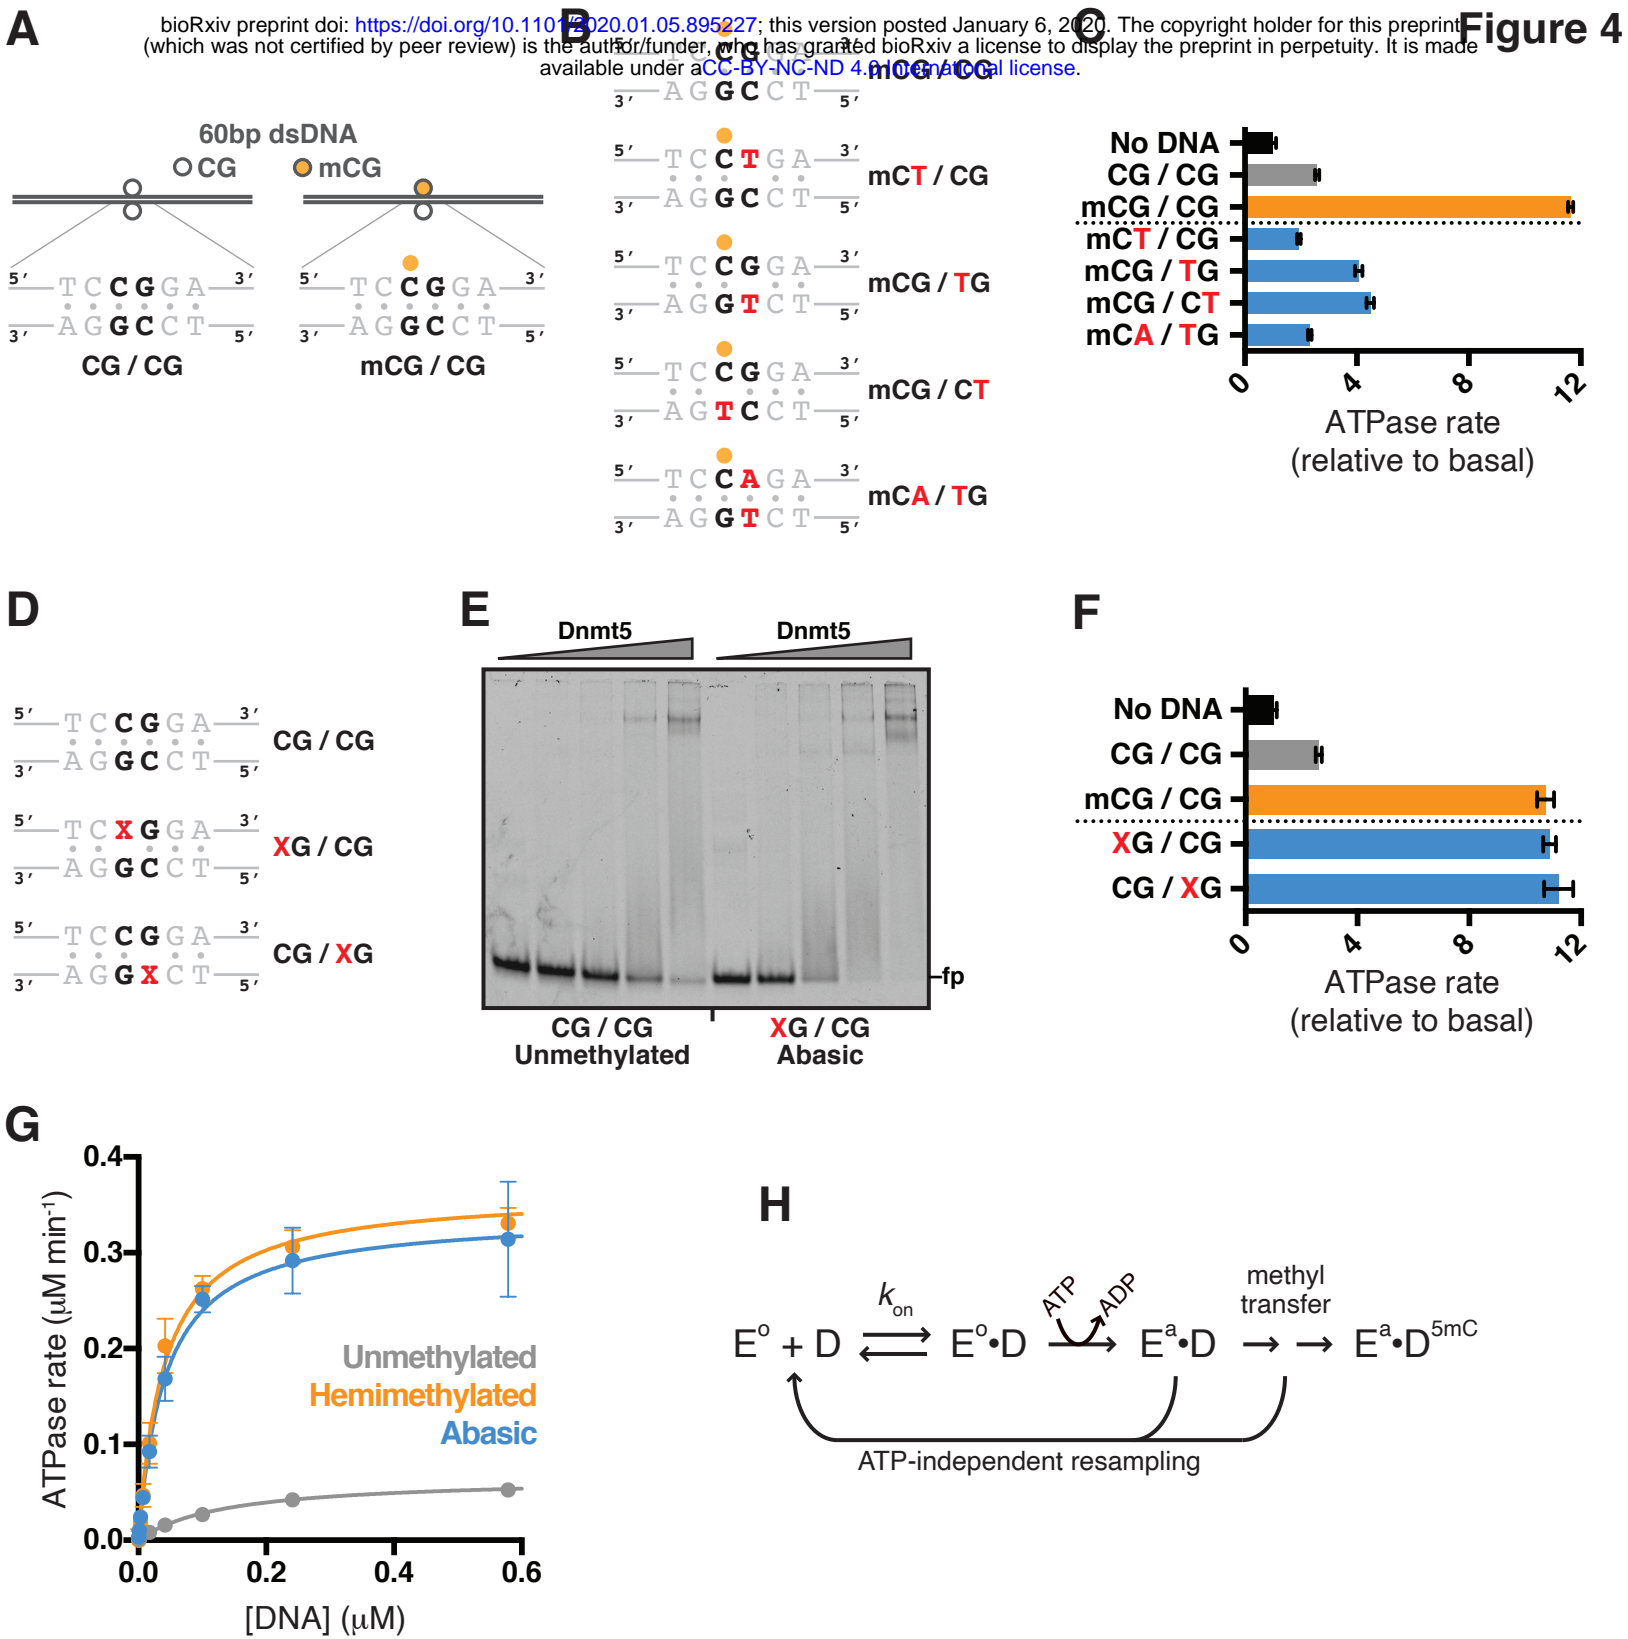 bioRxiv preprint doi: https://doi.org/10.1101/2020.01.05.895227; this version posted January 6, 2020. The copyright holder for this preprint
(which was not certified by peer review) is the author/funder, who has granted bioRxiv a license to display the preprint in perpetuity. It is made
available under aCC-BY-NC-ND 4.0 International license.
Figure 4
A
60bp dsDNA
CG mCG
5′ TCCGGA 3′
3′ AGGCCT 5′
CG / CG
5′ TCCGGA 3′
3′ AGGCCT 5′
mCG / CG
B
mCG / CG
3′ AGGCCT 5′
5′ TCCTGA 3′
3′ AGGCCT 5′
mCT / CG
5′ TCCGGA 3′
3′ AGGTCT 5′
mCG / TG
5′ TCCGGA 3′
3′ AGTCCT 5′
mCG / CT
5′ TCCAGA 3′
3′ AGGTCT 5′
mCA / TG
C
No DNA
CG / CG
mCG / CG
mCT / CG
mCG / TG
mCG / CT
mCA / TG
0 4 8 12
ATPase rate
(relative to basal)
D
5′ TCCGGA 3′
3′ AGGCCT 5′
CG / CG
5′ TCXGGA 3′
3′ AGGCCT 5′
XG / CG
5′ TCCGGA 3′
3′ AGGXCT 5′
CG / XG
E
Dnmt5 Dnmt5
fp
CG / CG XG / CG
Unmethylated Abasic
F
No DNA
CG / CG
mCG / CG
XG / CG
CG / XG
0 4 8 12
ATPase rate
(relative to basal)
G
ATPase rate (μM min-1)
0.4
0.3
0.2
0.1
0.0
Unmethylated
Hemimethylated
Abasic
0.0 0.2 0.4 0.6
[DNA] (μM)
H
kon
ATP ADP
methyl
transfer
Eo + D Eo•D Ea•D Ea•D5mC
ATP-independent resampling